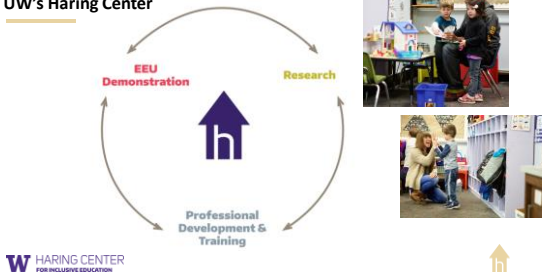 UW's Haring Center
EEU
Demonstration
Research
h
Professional
Development &
Training
W HARING CENTER
FOR INCLUSIVE EDUCATION
h